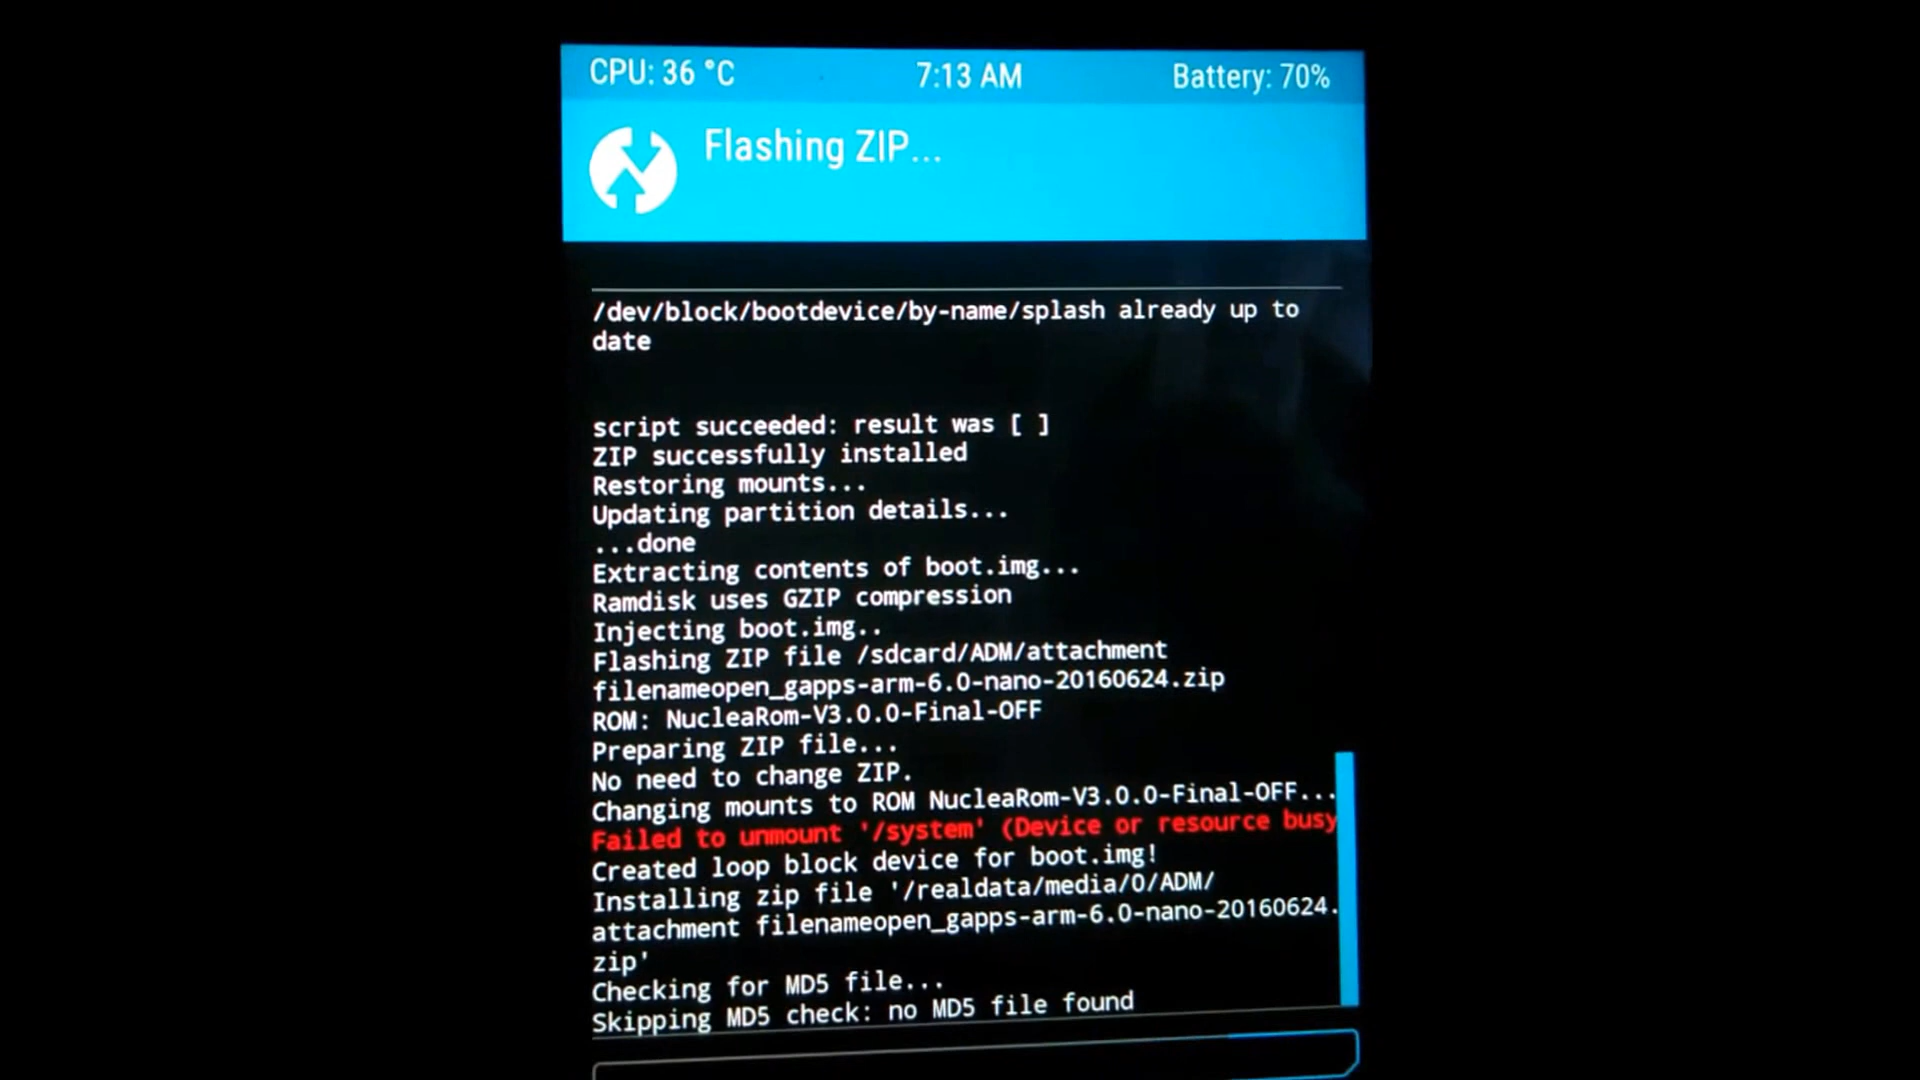 CPU: 36 °C 7:13 AM Battery: 70%
Flashing ZIP...
/dev/block/bootdevice/by-name/splash already up to
date
script succeeded: result was [ ]
ZIP successfully installed
Restoring mounts...
Updating partition details...
...done
Extracting contents of boot.img...
Ramdisk uses GZIP compression
Injecting boot.img..
Flashing ZIP file /sdcard/ADM/attachment
filenameopen_gapps-arm-6.0-nano-20160624.zip
ROM: NucleaRom-V3.0.0-Final-OFF
Preparing ZIP file...
No need to change ZIP.
Changing mounts to ROM NucleaRom-V3.0.0-Final-OFF...
Failed to unmount '/system' (Device or resource busy
Created loop block device for boot.img!
Installing zip file '/realdata/media/0/ADM/
attachment filenameopen_gapps-arm-6.0-nano-20160624.
zip'
Checking for MD5 file...
Skipping MD5 check: no MD5 file found